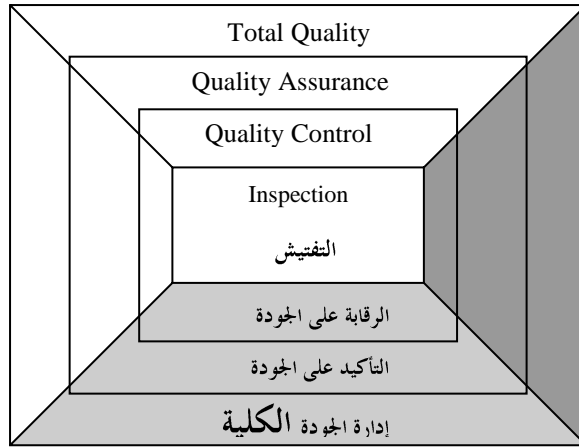 Total Quality
Quality Assurance
Quality Control
Inspection
التفتيش
الرقابة على الجودة
التأكيد على الجودة
إدارة الجودة الكلية